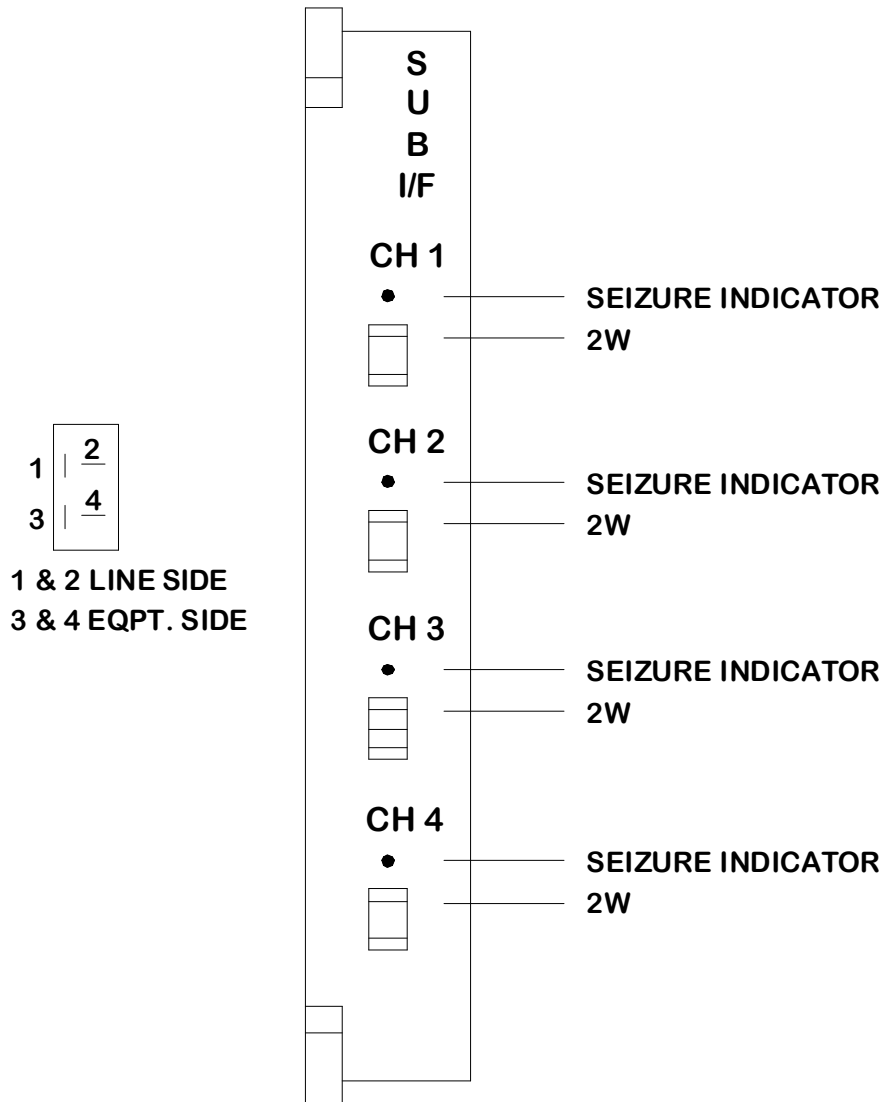 S
U
B
I/F
CH 1
SEIZURE INDICATOR
2W
CH 2
SEIZURE INDICATOR
2W
1 2
3 4
1 & 2 LINE SIDE
3 & 4 EQPT. SIDE
CH 3
SEIZURE INDICATOR
2W
CH 4
SEIZURE INDICATOR
2W